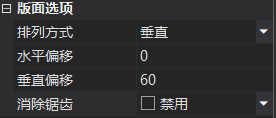 版面选项
排列方式 垂直
水平偏移 0
垂直偏移 60
消除锯齿 禁用